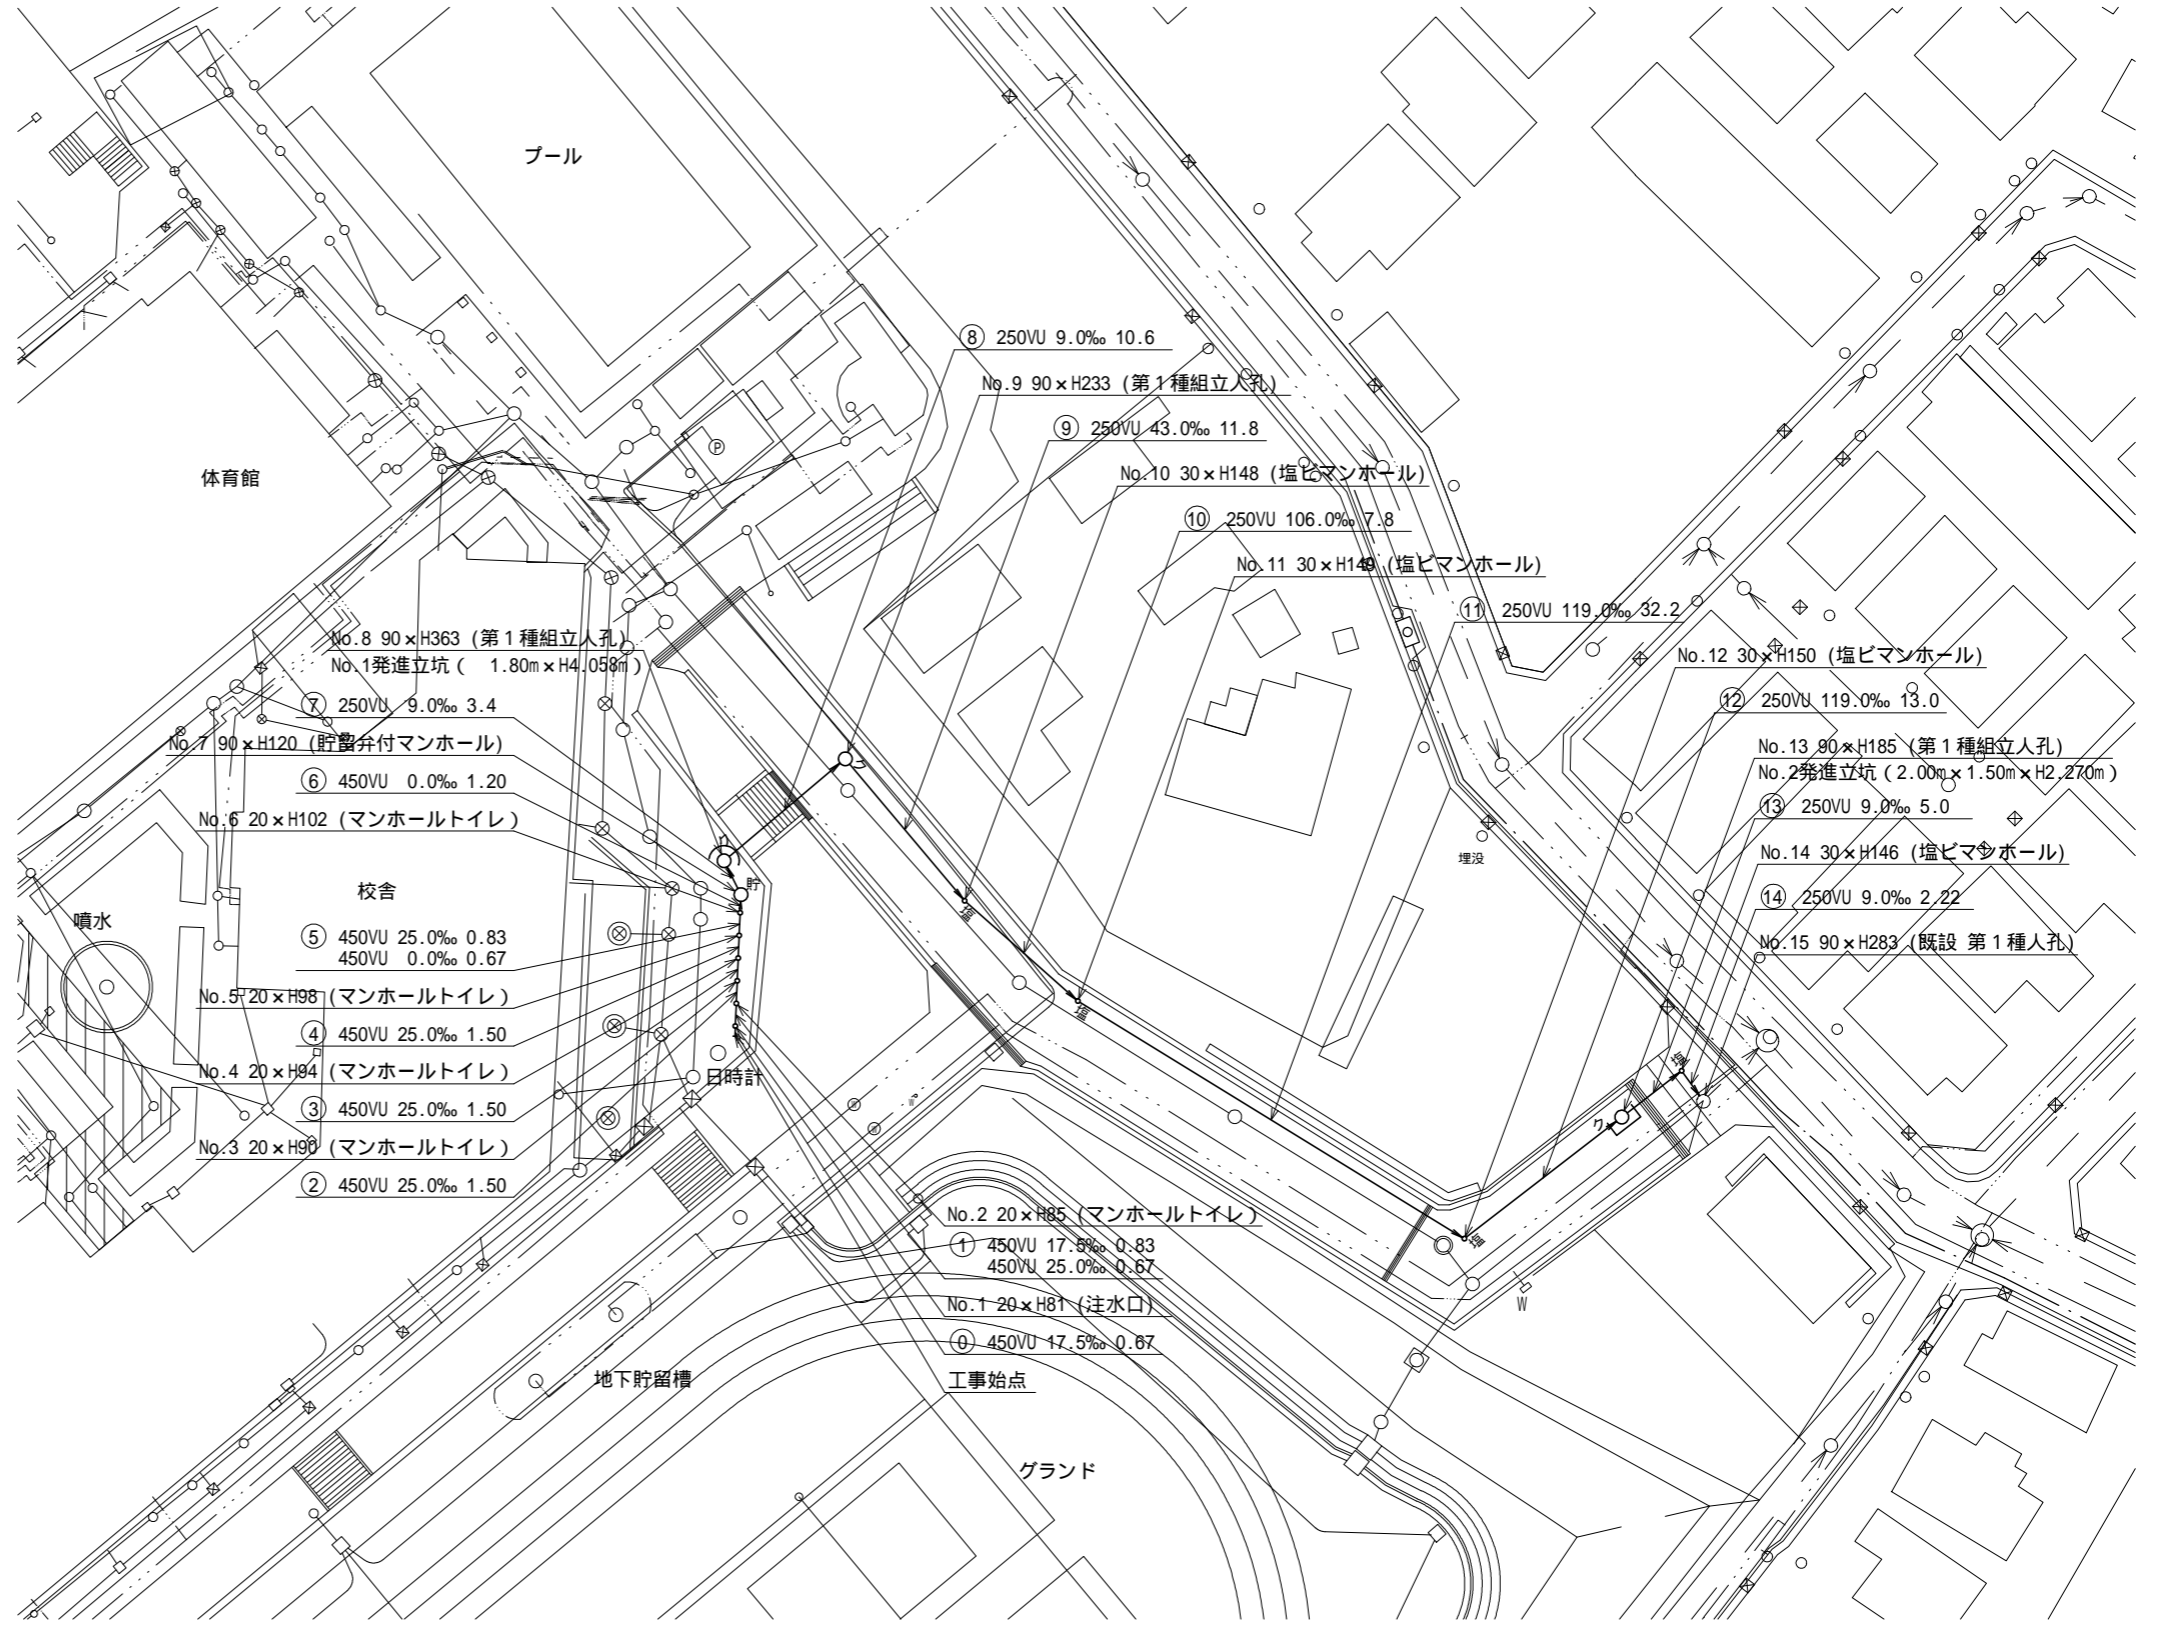 プール
⑧ 250VU 9.0‰ 10.6
No.9 90×H233 (第1種組立人孔)
⑨ 250VU 43.0‰ 11.8
体育館
Ⓟ
No.10 30×H148 (塩ビマンホール)
⑩ 250VU 106.0‰ 7.8
No.11 30×H149 (塩ビマンホール)
⑪ 250VU 119.0‰ 32.2
No.8 90×H363 (第1種組立人孔)
No.1発進立坑 ( 1.80m×H4.058m)
No.12 30×H150 (塩ビマンホール)
⑫ 250VU 119.0‰ 13.0
⑦ 250VU 9.0‰ 3.4
No.7 90×H120 (貯留弁付マンホール)
No.13 90×H185 (第1種組立人孔)
No.2発進立坑 (2.00m×1.50m×H2.270m)
⑥ 450VU 0.0‰ 1.20
⑬ 250VU 9.0‰ 5.0
No.6 20×H102 (マンホールトイレ)
No.14 30×H146 (塩ビマンホール)
埋没
ク
貯
校舎
⑭ 250VU 9.0‰ 2.22
塩
噴水
⑤ 450VU 25.0‰ 0.83
450VU 0.0‰ 0.67
No.15 90×H283 (既設 第1種人孔)
No.5 20×H98 (マンホールトイレ)
塩
④ 450VU 25.0‰ 1.50
塩
No.4 20×H94 (マンホールトイレ)
日時計
③ 450VU 25.0‰ 1.50
ク
No.3 20×H90 (マンホールトイレ)
② 450VU 25.0‰ 1.50
No.2 20×H85 (マンホールトイレ)
塩
① 450VU 17.5‰ 0.83
450VU 25.0‰ 0.67
No.1 20×H81 (注水口)
W
⓪ 450VU 17.5‰ 0.67
地下貯留槽
工事始点
グランド